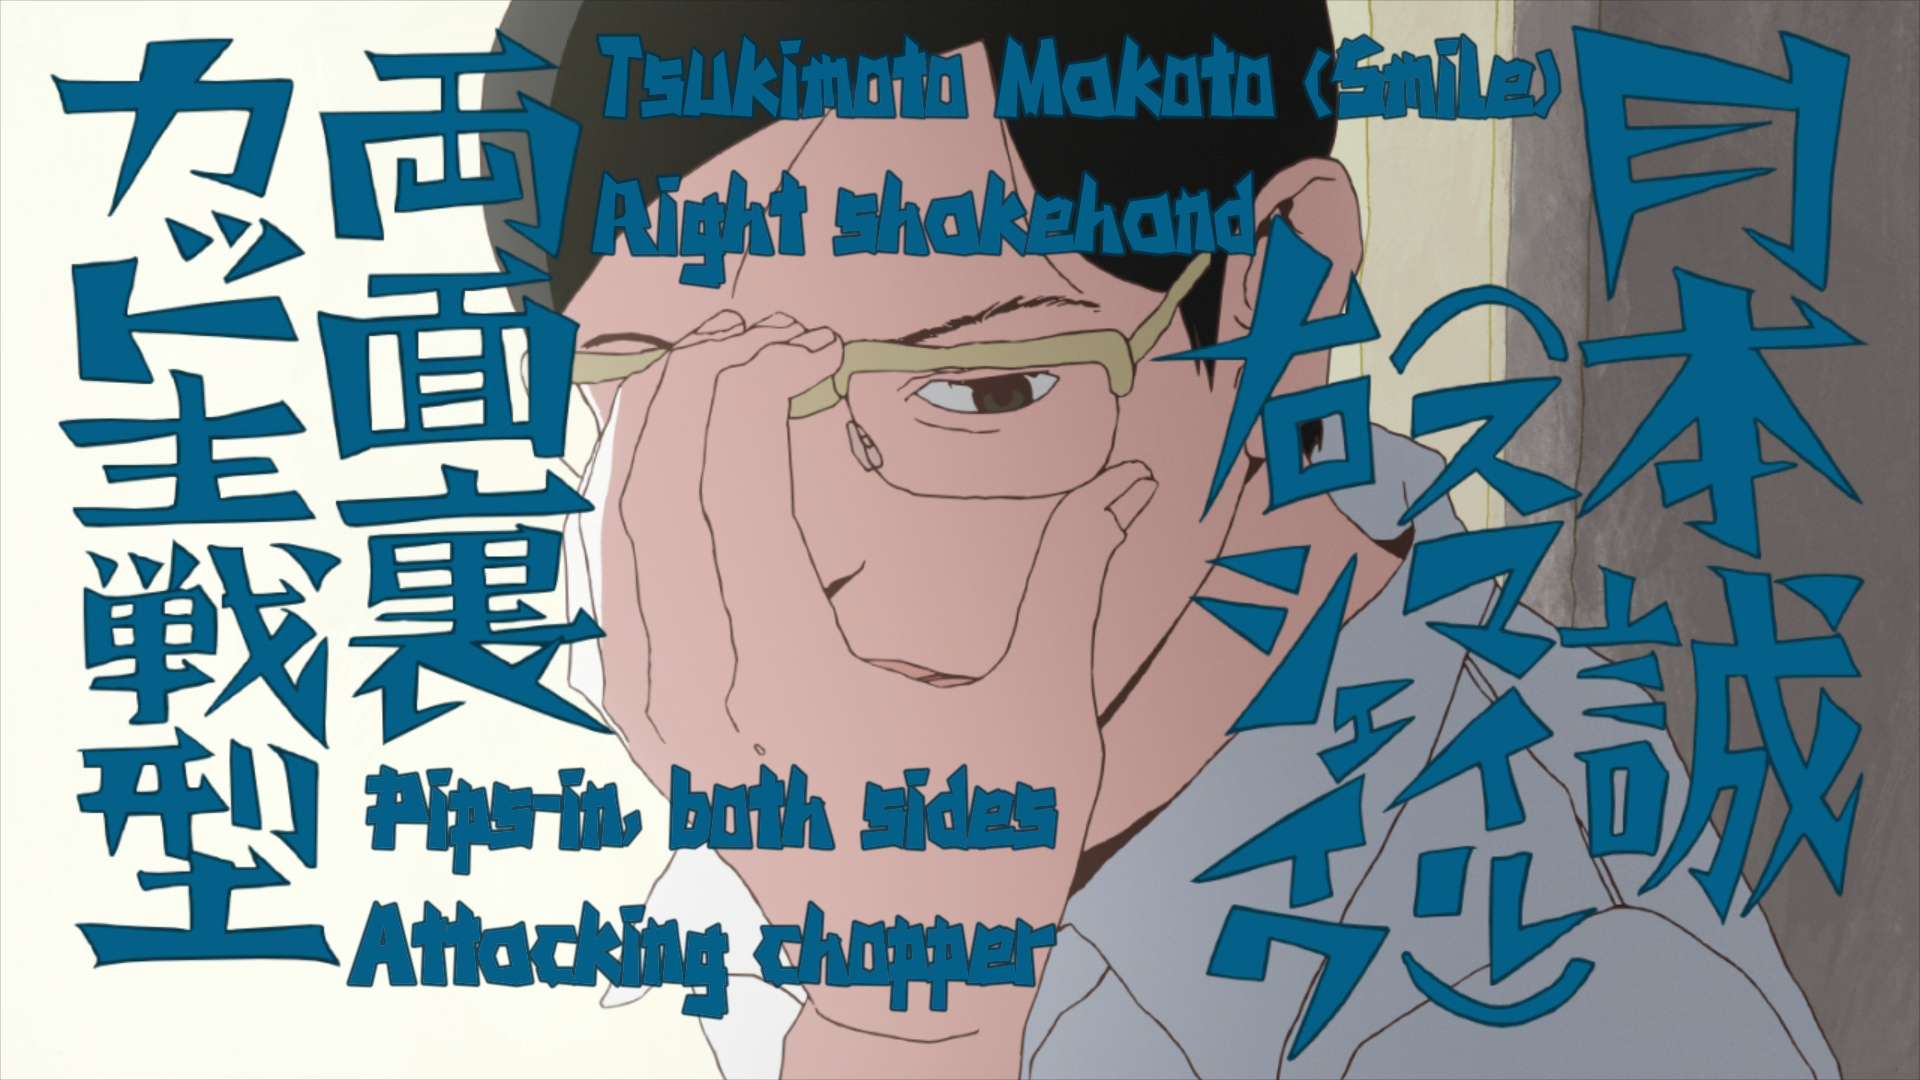 月本誠
(スマイル)
右シェイク
両面裏
カット主戦型
Tsukimoto Makoto (Smile)
Right shakehand
Pips-in, both sides
Attacking chopper